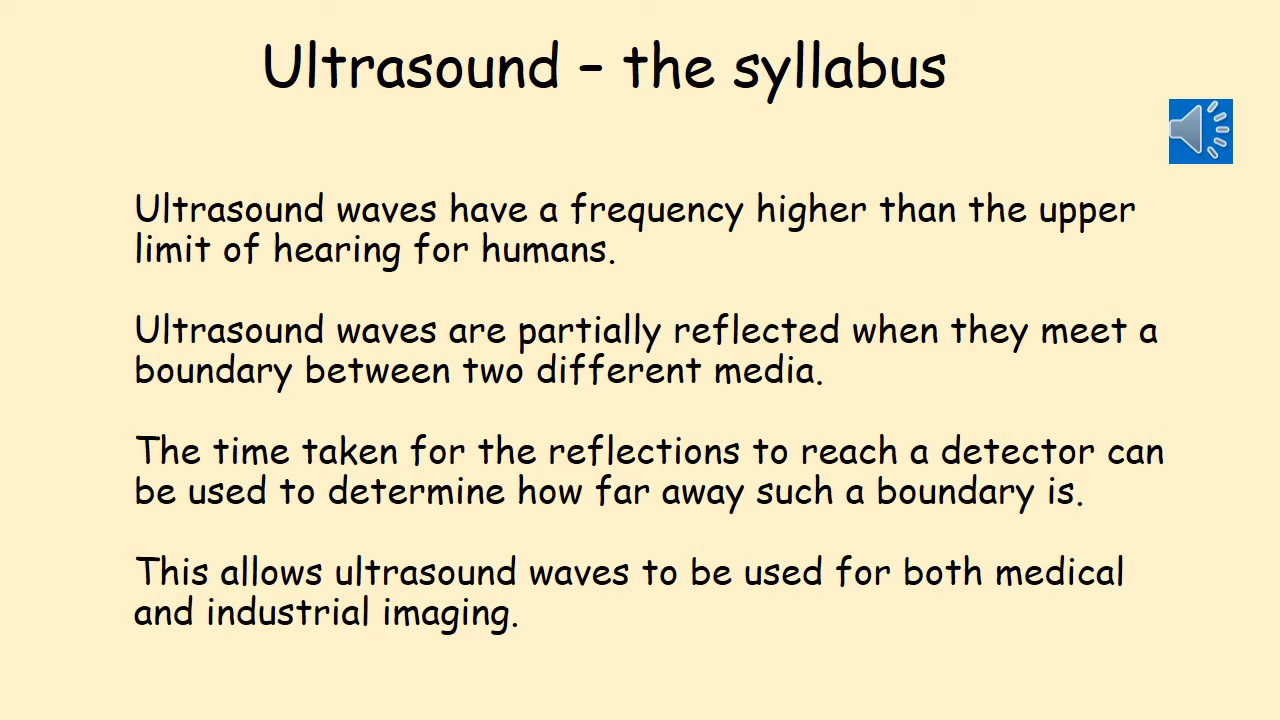 Ultrasound – the syllabus
Ultrasound waves have a frequency higher than the upper
limit of hearing for humans.
Ultrasound waves are partially reflected when they meet a
boundary between two different media.
The time taken for the reflections to reach a detector can
be used to determine how far away such a boundary is.
This allows ultrasound waves to be used for both medical
and industrial imaging.